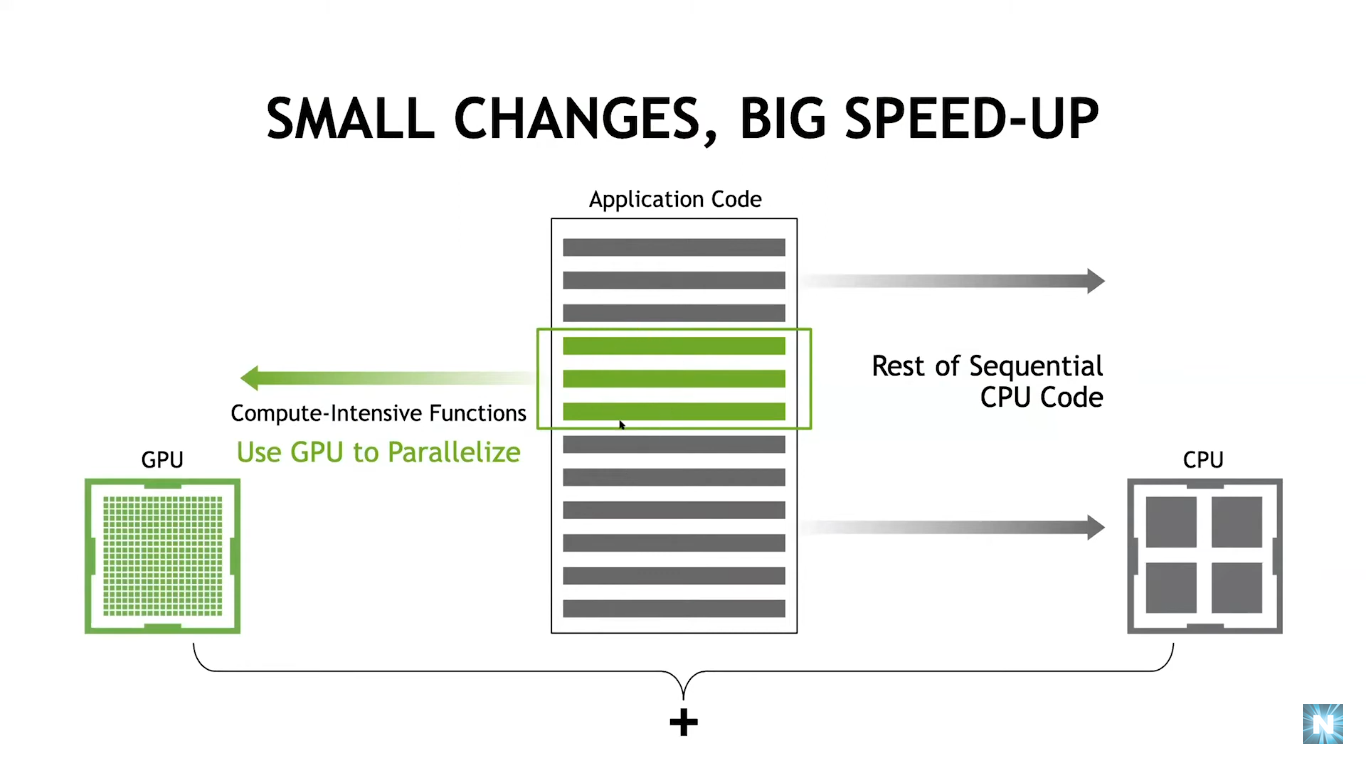 SMALL CHANGES, BIG SPEED-UP
Application Code
Compute-Intensive Functions
Use GPU to Parallelize
Rest of Sequential
CPU Code
GPU
CPU
+
N